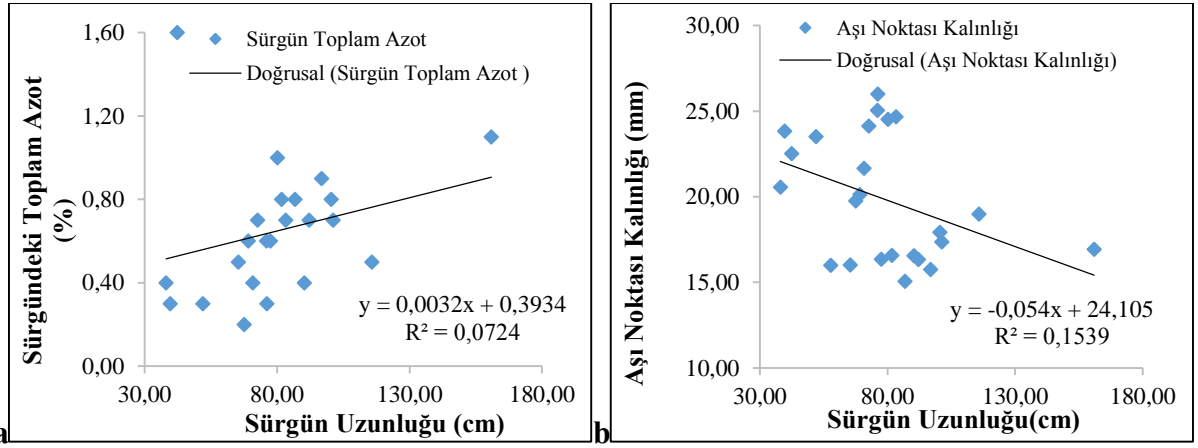 1,60
1,20
0,80
0,40
0,00
Sürgündeki Toplam Azot
(%)
Sürgün Toplam Azot
Doğrusal (Sürgün Toplam Azot )
y = 0,0032x + 0,3934
R² = 0,0724
30,00 80,00 130,00 180,00
Sürgün Uzunluğu (cm)
a
30,00
25,00
20,00
15,00
10,00
Aşı Noktası Kalınlığı (mm)
Aşı Noktası Kalınlığı
Doğrusal (Aşı Noktası Kalınlığı)
y = -0,054x + 24,105
R² = 0,1539
30,00 80,00 130,00 180,00
Sürgün Uzunluğu(cm)
b